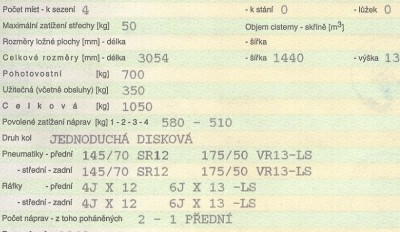 Počet míst - k sezení 4 - k stání 0 - lůžek 0
Maximální zatížení střechy [kg] 50 Objem cisterny - skříně [m³]
Rozměry ložné plochy [mm] - délka - šířka
Celkové rozměry [mm] - délka 3054 - šířka 1440 - výška 13
Pohotovostní [kg] 700
Užitečná (včetně obsluhy) [kg] 350
Celková [kg] 1050
Povolené zatížení náprav [kg] 1 - 2 - 3 - 4 580 - 510
Druh kol JEDNODUCHÁ DISKOVÁ
Pneumatiky - přední 145/70 SR12 175/50 VR13-LS
- střední - zadní 145/70 SR12 175/50 VR13-LS
Ráfky - přední 4J X 12 6J X 13 -LS
- střední - zadní 4J X 12 6J X 13 -LS
Počet náprav - z toho poháněných 2 - 1 PŘEDNÍ